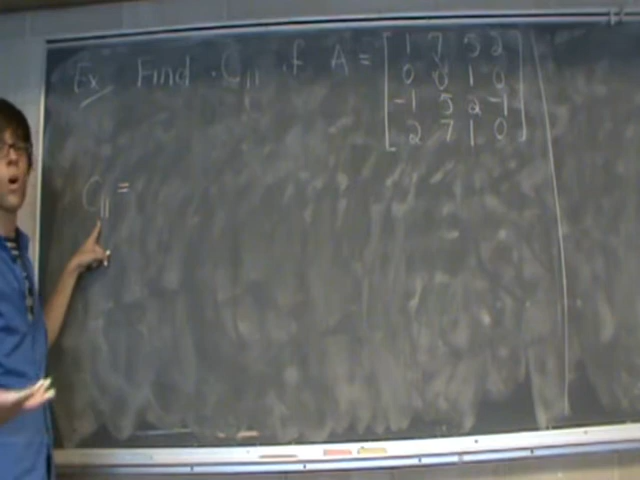 Ex Find C11 if A = [ 1 7 5 2
0 0 1 0
-1 5 2 -1
2 7 1 0 ]
C11 =